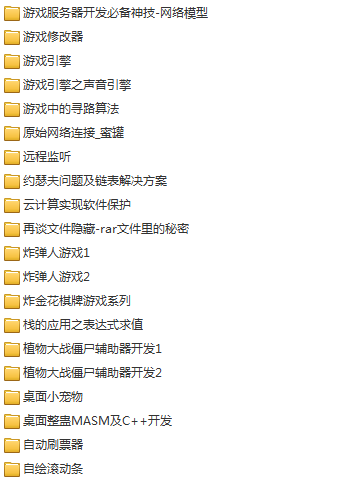 游戏服务器开发必备神技-网络模型
游戏修改器
游戏引擎
游戏引擎之声音引擎
游戏中的寻路算法
原始网络连接_蜜罐
远程监听
约瑟夫问题及链表解决方案
云计算实现软件保护
再谈文件隐藏-rar文件里的秘密
炸弹人游戏1
炸弹人游戏2
炸金花棋牌游戏系列
栈的应用之表达式求值
植物大战僵尸辅助器开发1
植物大战僵尸辅助器开发2
桌面小宠物
桌面整蛊MASM及C++开发
自动刷票器
自绘滚动条